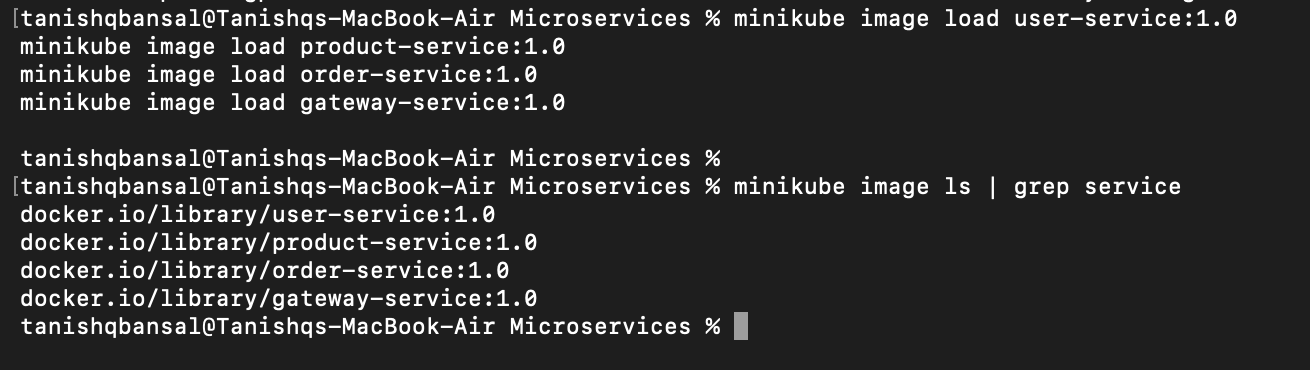 [tanishqbansal@Tanishqs-MacBook-Air Microservices % minikube image load user-service:1.0
minikube image load product-service:1.0
minikube image load order-service:1.0
minikube image load gateway-service:1.0
tanishqbansal@Tanishqs-MacBook-Air Microservices %
[tanishqbansal@Tanishqs-MacBook-Air Microservices % minikube image ls | grep service
docker.io/library/user-service:1.0
docker.io/library/product-service:1.0
docker.io/library/order-service:1.0
docker.io/library/gateway-service:1.0
tanishqbansal@Tanishqs-MacBook-Air Microservices %